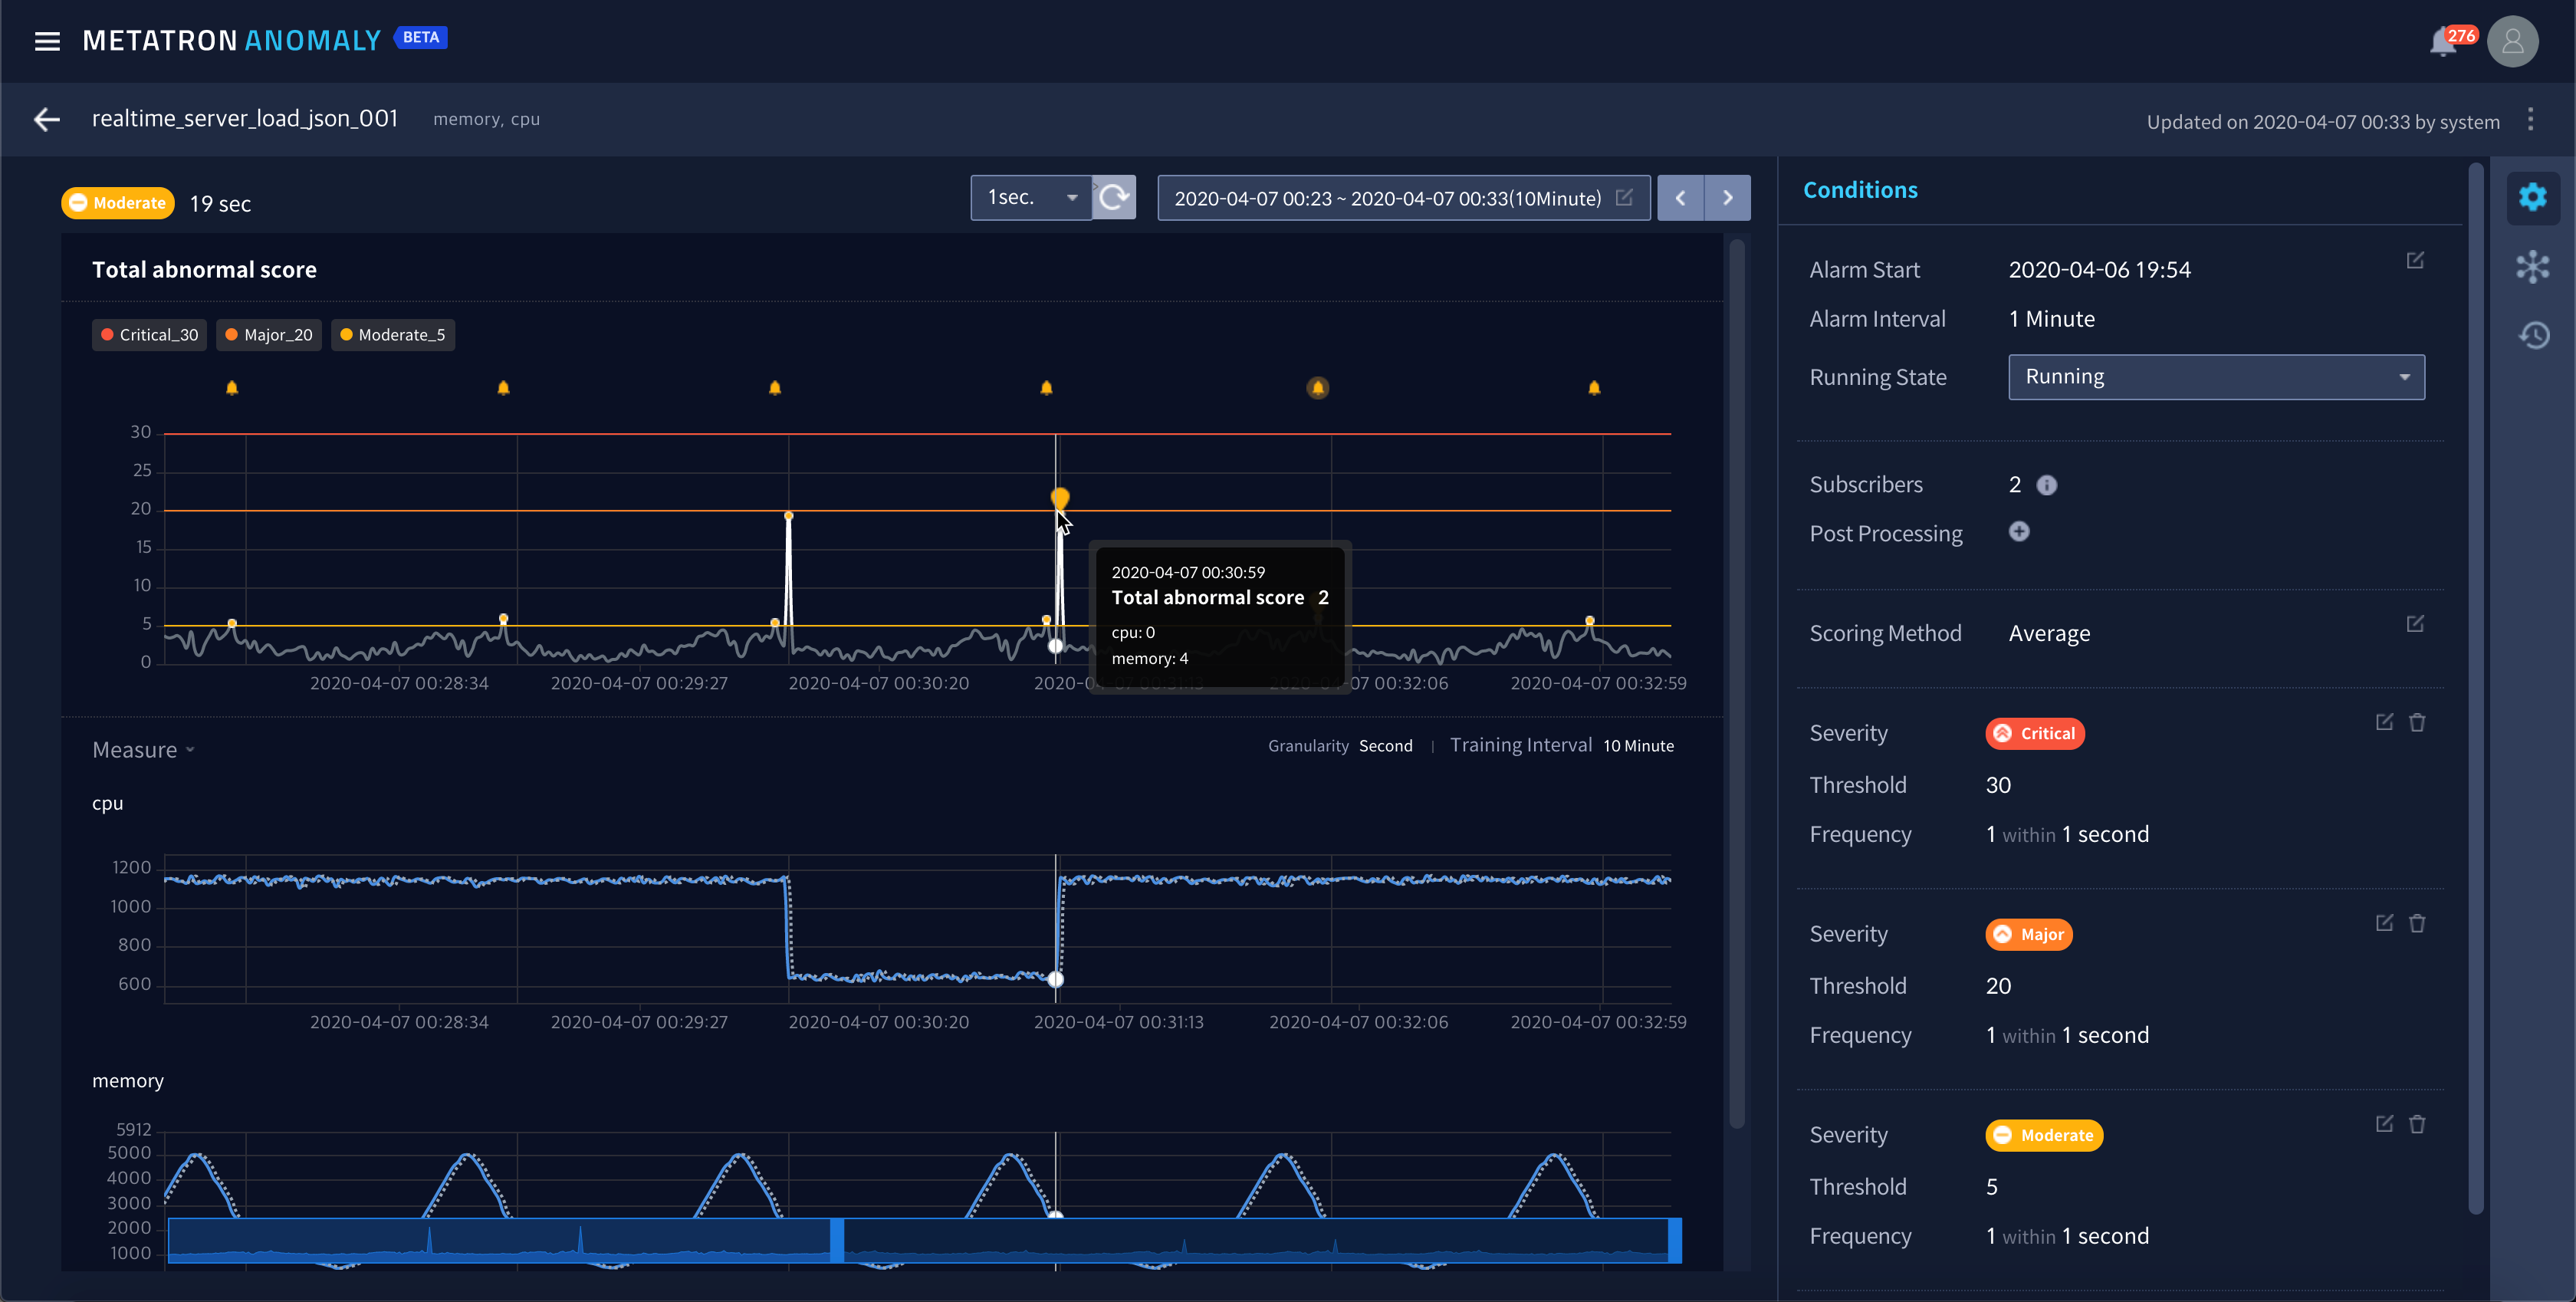 METATRON ANOMALY BETA
276
realtime_server_load_json_001 memory, cpu
Updated on 2020-04-07 00:33 by system
Moderate 19 sec
1sec.
2020-04-07 00:23 ~ 2020-04-07 00:33(10Minute)
Total abnormal score
Critical_30 Major_20 Moderate_5
30
25
20
15
10
5
0
2020-04-07 00:30:59
Total abnormal score 2
cpu: 0
memory: 4
2020-04-07 00:28:34 2020-04-07 00:29:27 2020-04-07 00:30:20 2020-04-07 00:31:13 2020-04-07 00:32:06 2020-04-07 00:32:59
Measure
Granularity Second | Training Interval 10 Minute
cpu
1200
1000
800
600
2020-04-07 00:28:34 2020-04-07 00:29:27 2020-04-07 00:30:20 2020-04-07 00:31:13 2020-04-07 00:32:06 2020-04-07 00:32:59
memory
5912
5000
4000
3000
2000
1000
Conditions
Alarm Start 2020-04-06 19:54
Alarm Interval 1 Minute
Running State Running
Subscribers 2
Post Processing
Scoring Method Average
Severity Critical
Threshold 30
Frequency 1 within 1 second
Severity Major
Threshold 20
Frequency 1 within 1 second
Severity Moderate
Threshold 5
Frequency 1 within 1 second